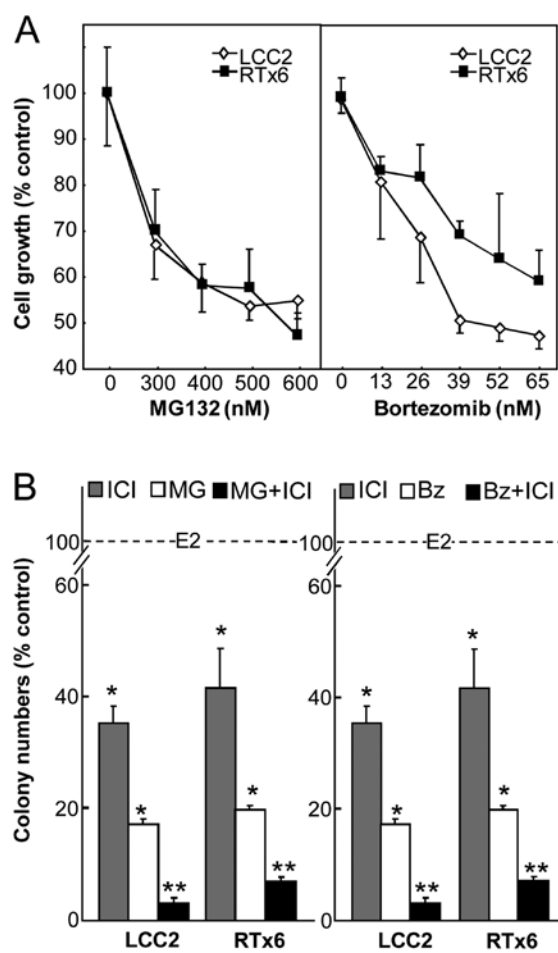 A
LCC2
RTx6
LCC2
RTx6
Cell growth (% control)
100
90
80
70
60
50
40
0 300 400 500 600
0 13 26 39 52 65
MG132 (nM)
Bortezomib (nM)
B
ICI MG MG+ICI
ICI Bz Bz+ICI
Colony numbers (% control)
100 E2
100 E2
60
60
40
40
20
20
0
0
* * **
* * **
* * **
* * **
LCC2 RTx6
LCC2 RTx6